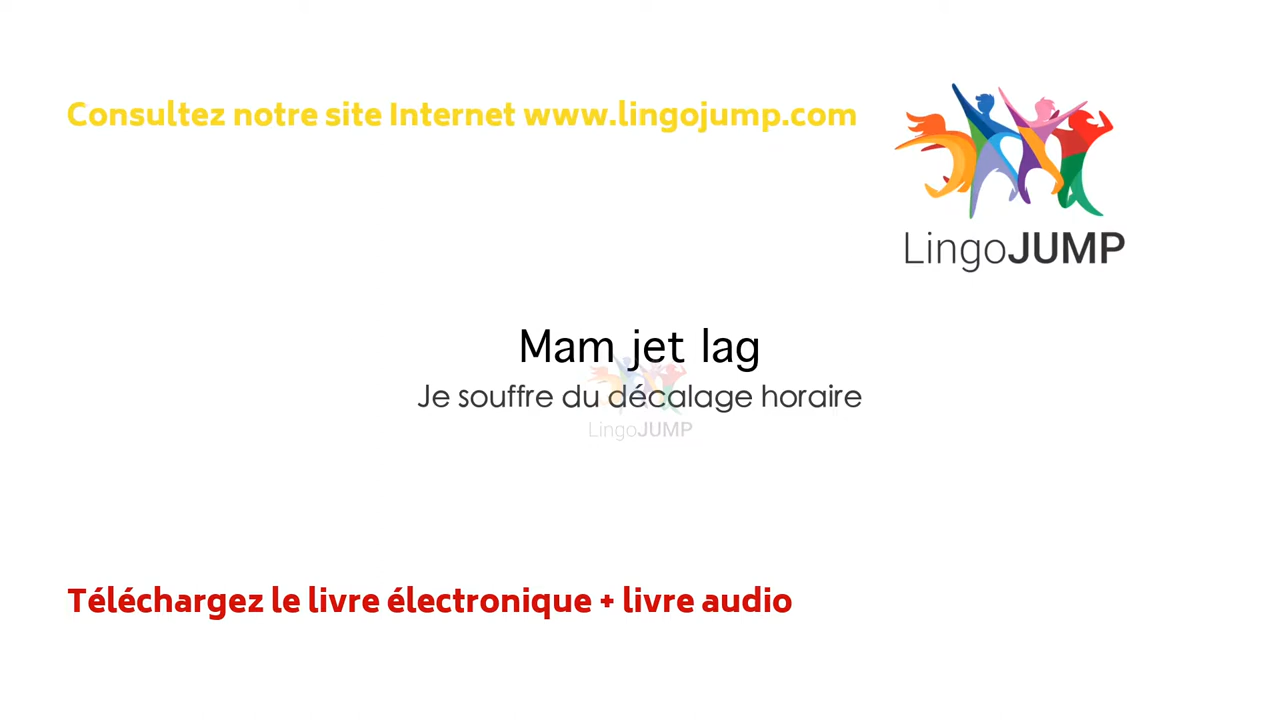 Consultez notre site Internet www.lingojump.com
LingoJUMP
Mam jet lag
Je souffre du décalage horaire
LingoJUMP
Téléchargez le livre électronique + livre audio